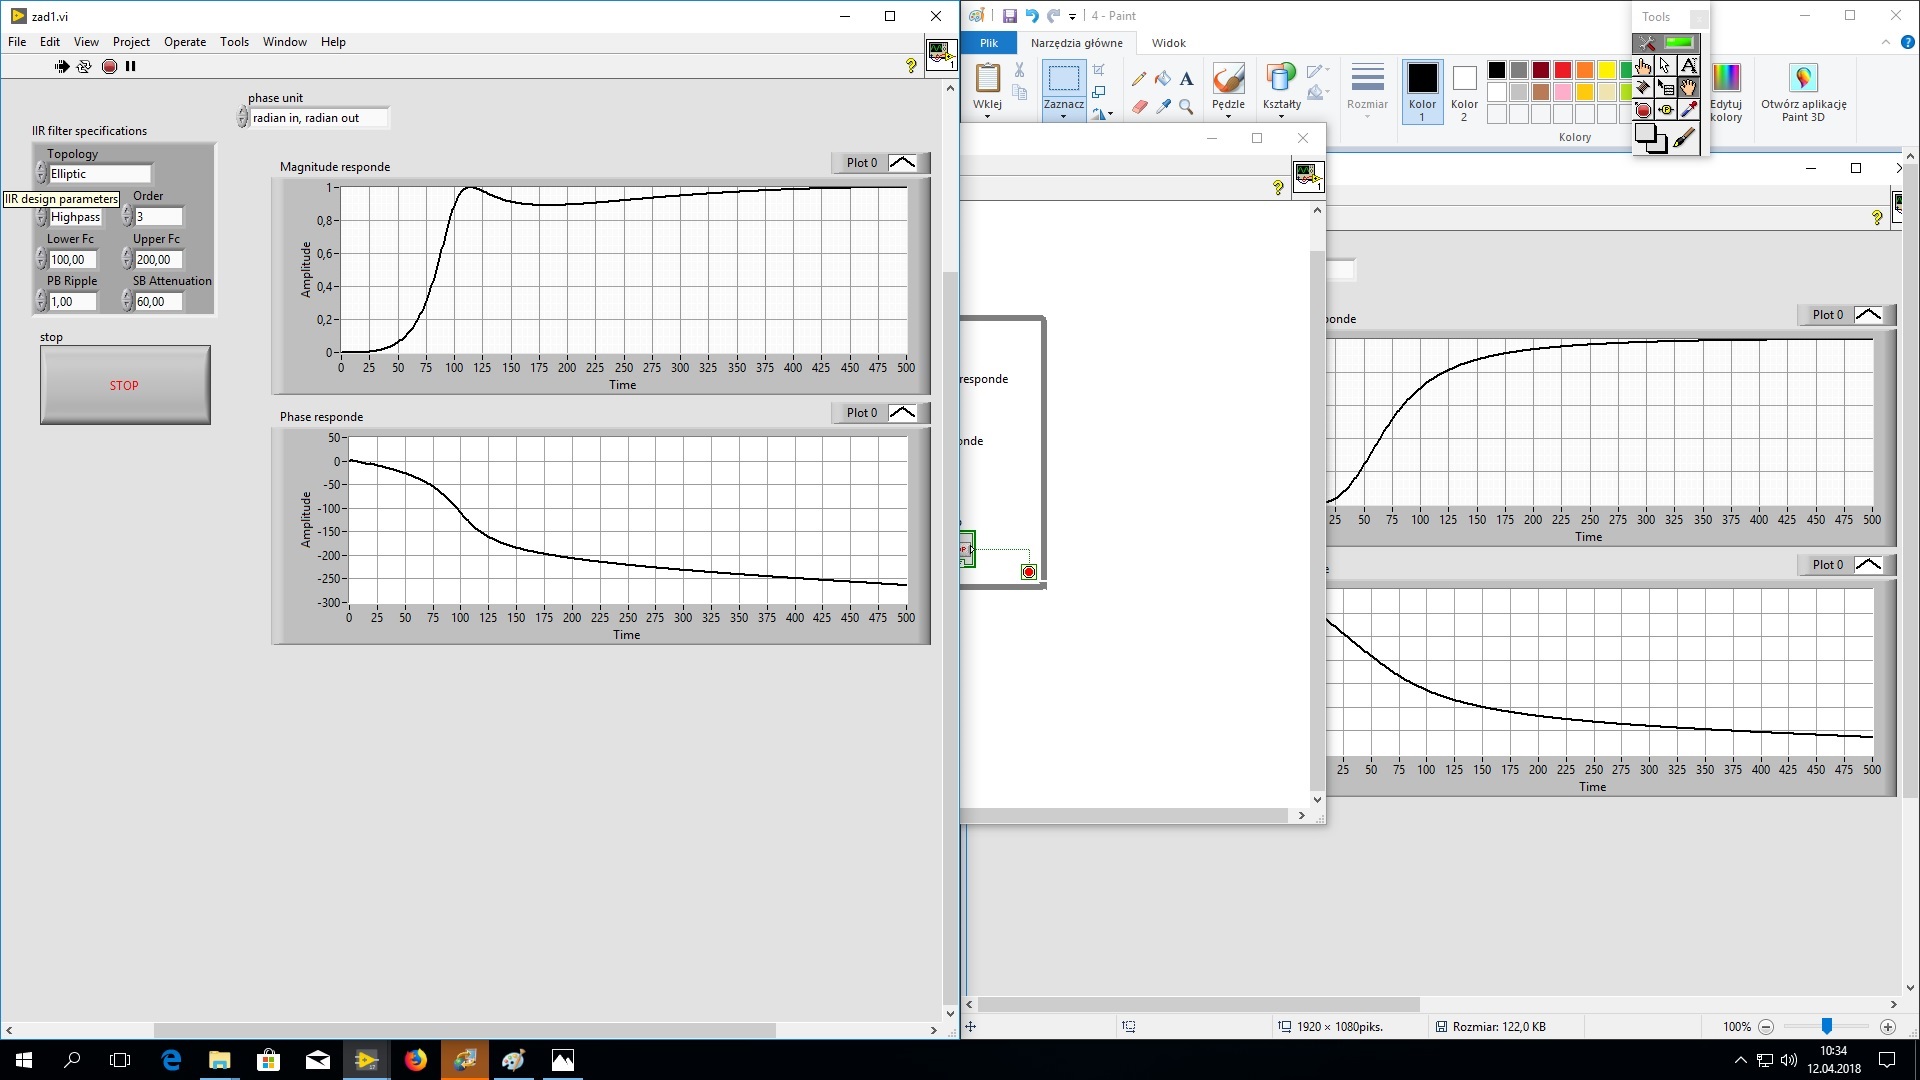 zad1.vi
File Edit View Project Operate Tools Window Help
phase unit
radian in, radian out
IIR filter specifications
Topology
Elliptic
IIR design parameters
Order
Highpass
3
Lower Fc
Upper Fc
100,00
200,00
PB Ripple
SB Attenuation
1,00
60,00
stop
STOP
Magnitude responde
Plot 0
Amplitude
1
0,8
0,6
0,4
0,2
0
0 25 50 75 100 125 150 175 200 225 250 275 300 325 350 375 400 425 450 475 500
Time
Phase responde
Plot 0
Amplitude
50
0
-50
-100
-150
-200
-250
-300
0 25 50 75 100 125 150 175 200 225 250 275 300 325 350 375 400 425 450 475 500
Time
4 - Paint
Plik Narzędzia główne Widok
Wklej
Zaznacz
Pędzle
Kształty
Rozmiar
Kolor 1
Kolor 2
Edytuj kolory
Otwórz aplikację Paint 3D
Kolory
Tools
responde
onde
ponde
Plot 0
25 50 75 100 125 150 175 200 225 250 275 300 325 350 375 400 425 450 475 500
Time
Plot 0
25 50 75 100 125 150 175 200 225 250 275 300 325 350 375 400 425 450 475 500
Time
1920 × 1080piks.
Rozmiar: 122,0 KB
100%
10:34
12.04.2018